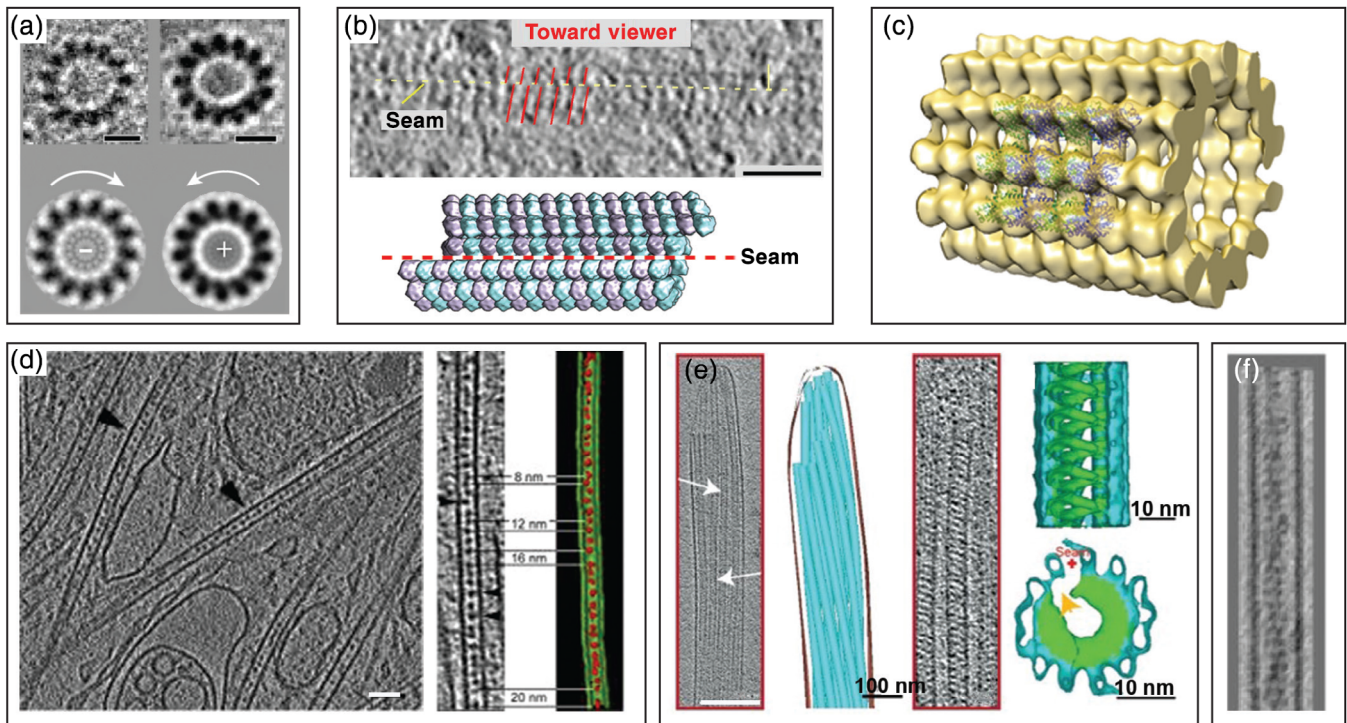 (a)
−
+
(b)
Toward viewer
Seam
Seam
(c)
(d)
8 nm
12 nm
16 nm
20 nm
(e)
100 nm
10 nm
Seam
10 nm
(f)